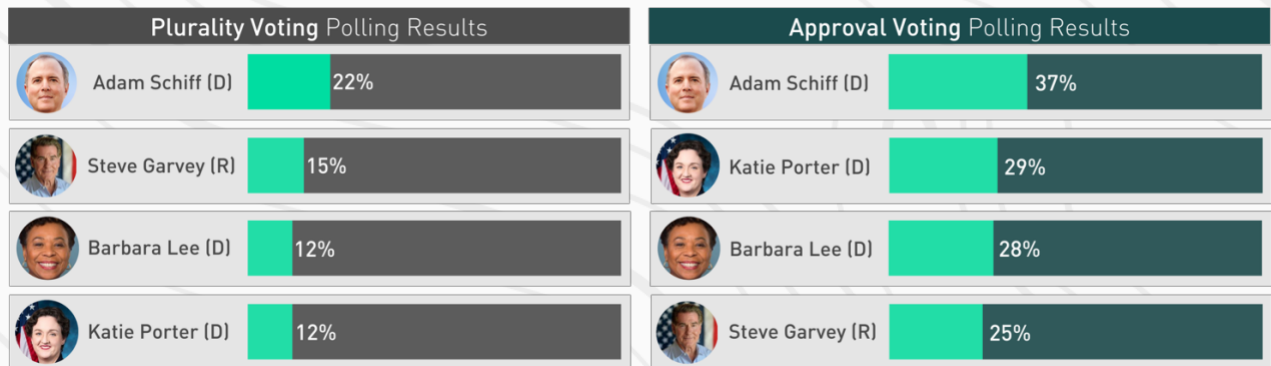 Plurality Voting Polling Results
Adam Schiff (D) 22%
Steve Garvey (R) 15%
Barbara Lee (D) 12%
Katie Porter (D) 12%
Approval Voting Polling Results
Adam Schiff (D) 37%
Katie Porter (D) 29%
Barbara Lee (D) 28%
Steve Garvey (R) 25%